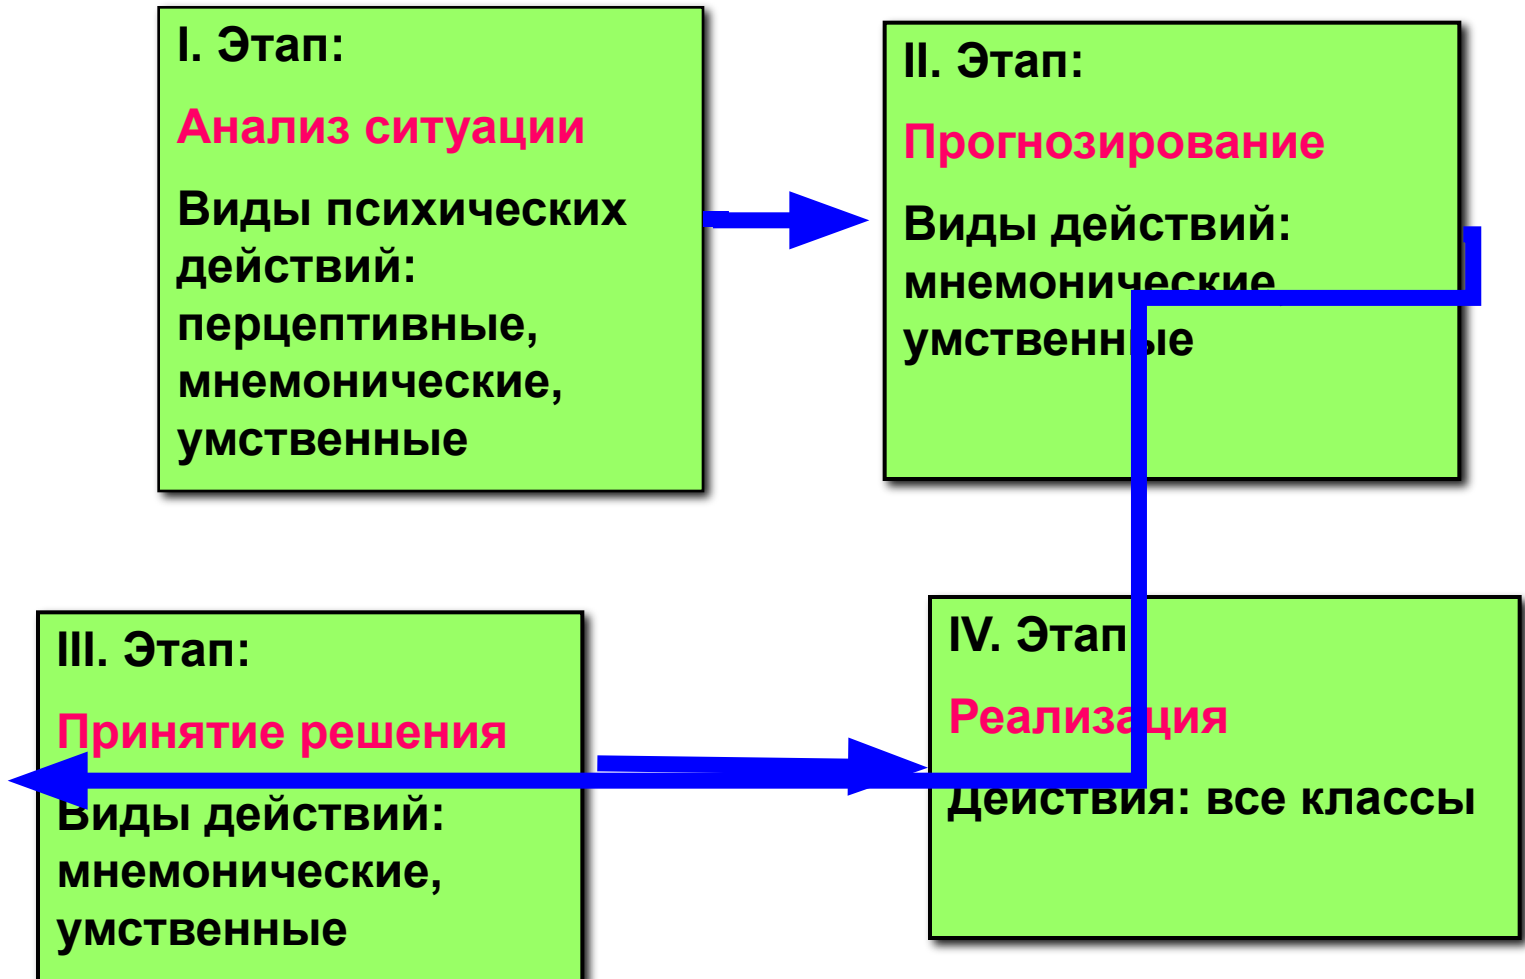 I. Этап:
Анализ ситуации
Виды психических
действий:
перцептивные,
мнемонические,
умственные
II. Этап:
Прогнозирование
Виды действий:
мнемонические
умственные
III. Этап:
Принятие решения
Виды действий:
мнемонические,
умственные
IV. Этап
Реализация
Действия: все классы